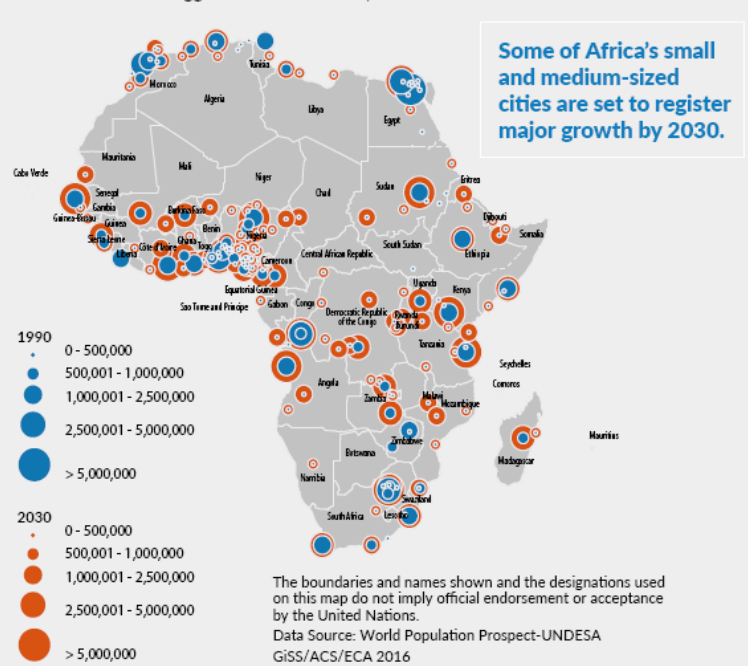 Some of Africa's small
and medium-sized
cities are set to register
major growth by 2030.
Tunisia
Morocco
Algeria
Libya
Egypt
Mauritania
Mali
Niger
Cabo Verde
Chad
Sudan
Eritrea
Senegal
Gambia
Guinea-Bissau
Burkina Faso
Guinea
Djibouti
Benin
Nigeria
Somalia
Sierra Leone
Côte d'Ivoire
Ghana
Togo
South Sudan
Ethiopia
Liberia
Central African Republic
Cameroon
Equatorial Guinea
Uganda
Kenya
Sao Tome and Principe
Gabon
Congo
Democratic Republic
of the Congo
Rwanda
Burundi
Tanzania
Seychelles
Angola
Comoros
Zambia
Malawi
Mozambique
Zimbabwe
Mauritius
Botswana
Madagascar
Namibia
Swaziland
South Africa
Lesotho
1990
0 - 500,000
500,001 - 1,000,000
1,000,001 - 2,500,000
2,500,001 - 5,000,000
> 5,000,000
2030
0 - 500,000
500,001 - 1,000,000
1,000,001 - 2,500,000
2,500,001 - 5,000,000
> 5,000,000
The boundaries and names shown and the designations used
on this map do not imply official endorsement or acceptance
by the United Nations.
Data Source: World Population Prospect-UNDESA
GiSS/ACS/ECA 2016